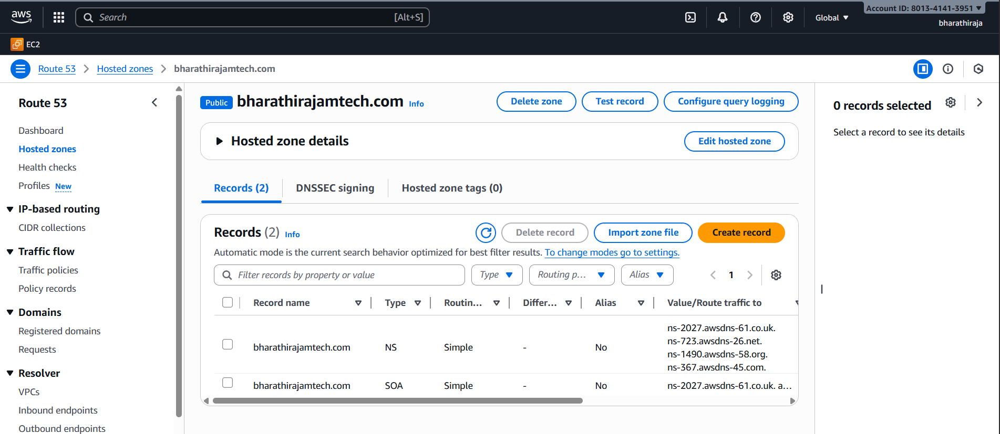 aws
Search [Alt+S]
Global
Account ID: 8013-4141-3951
bharathiraja
EC2
Route 53 > Hosted zones > bharathirajamtech.com
Route 53
Dashboard
Hosted zones
Health checks
Profiles New
IP-based routing
CIDR collections
Traffic flow
Traffic policies
Policy records
Domains
Registered domains
Requests
Resolver
VPCs
Inbound endpoints
Outbound endpoints
Public bharathirajamtech.com Info
Delete zone Test record Configure query logging
Hosted zone details Edit hosted zone
Records (2) DNSSEC signing Hosted zone tags (0)
Records (2) Info Delete record Import zone file Create record
Automatic mode is the current search behavior optimized for best filter results. To change modes go to settings.
Filter records by property or value Type Routing p... Alias 1
Record name Type Routin... Differ... Alias Value/Route traffic to
bharathirajamtech.com NS Simple - No
ns-2027.awsdns-61.co.uk.
ns-723.awsdns-26.net.
ns-1490.awsdns-58.org.
ns-367.awsdns-45.com.
bharathirajamtech.com SOA Simple - No ns-2027.awsdns-61.co.uk. a...
0 records selected
Select a record to see its details